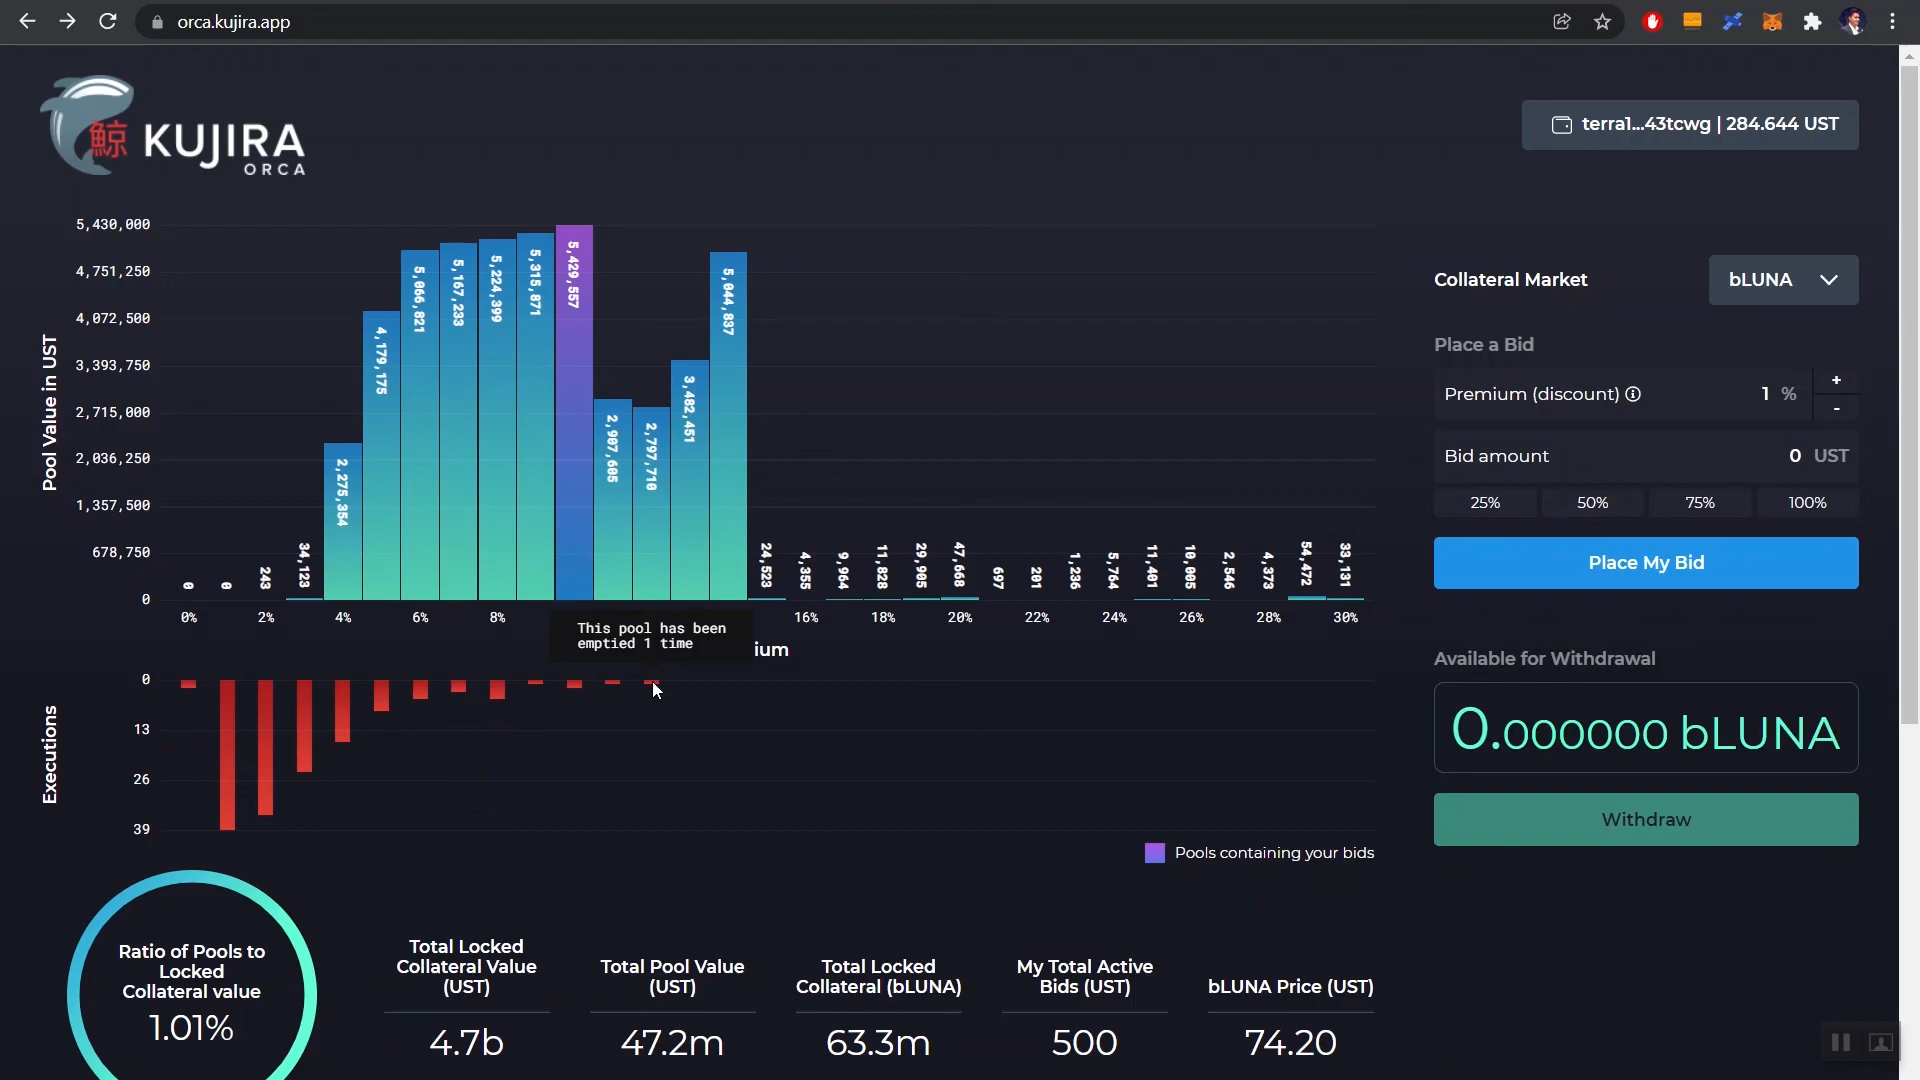 orca.kujira.app
鯨 KUJIRA
ORCA
terra1...43tcwg | 284.644 UST
Pool Value in UST
5,430,000
4,751,250
4,072,500
3,393,750
2,715,000
2,036,250
1,357,500
678,750
0
0
0
243
34,123
2,275,354
4,179,175
5,066,821
5,167,233
5,224,399
5,315,871
5,429,557
2,907,605
2,797,710
3,482,451
5,044,837
24,523
4,355
9,964
11,828
29,905
47,668
697
201
1,236
5,764
11,401
10,005
2,546
4,373
54,472
33,131
0% 2% 4% 6% 8% 16% 18% 20% 22% 24% 26% 28% 30%
This pool has been
emptied 1 time
ium
Executions
0
13
26
39
Pools containing your bids
Collateral Market
bLUNA
Place a Bid
Premium (discount) 1 %
+
-
Bid amount 0 UST
25% 50% 75% 100%
Place My Bid
Available for Withdrawal
0.000000 bLUNA
Withdraw
Ratio of Pools to
Locked
Collateral value
1.01%
Total Locked
Collateral Value
(UST)
4.7b
Total Pool Value
(UST)
47.2m
Total Locked
Collateral (bLUNA)
63.3m
My Total Active
Bids (UST)
500
bLUNA Price (UST)
74.20